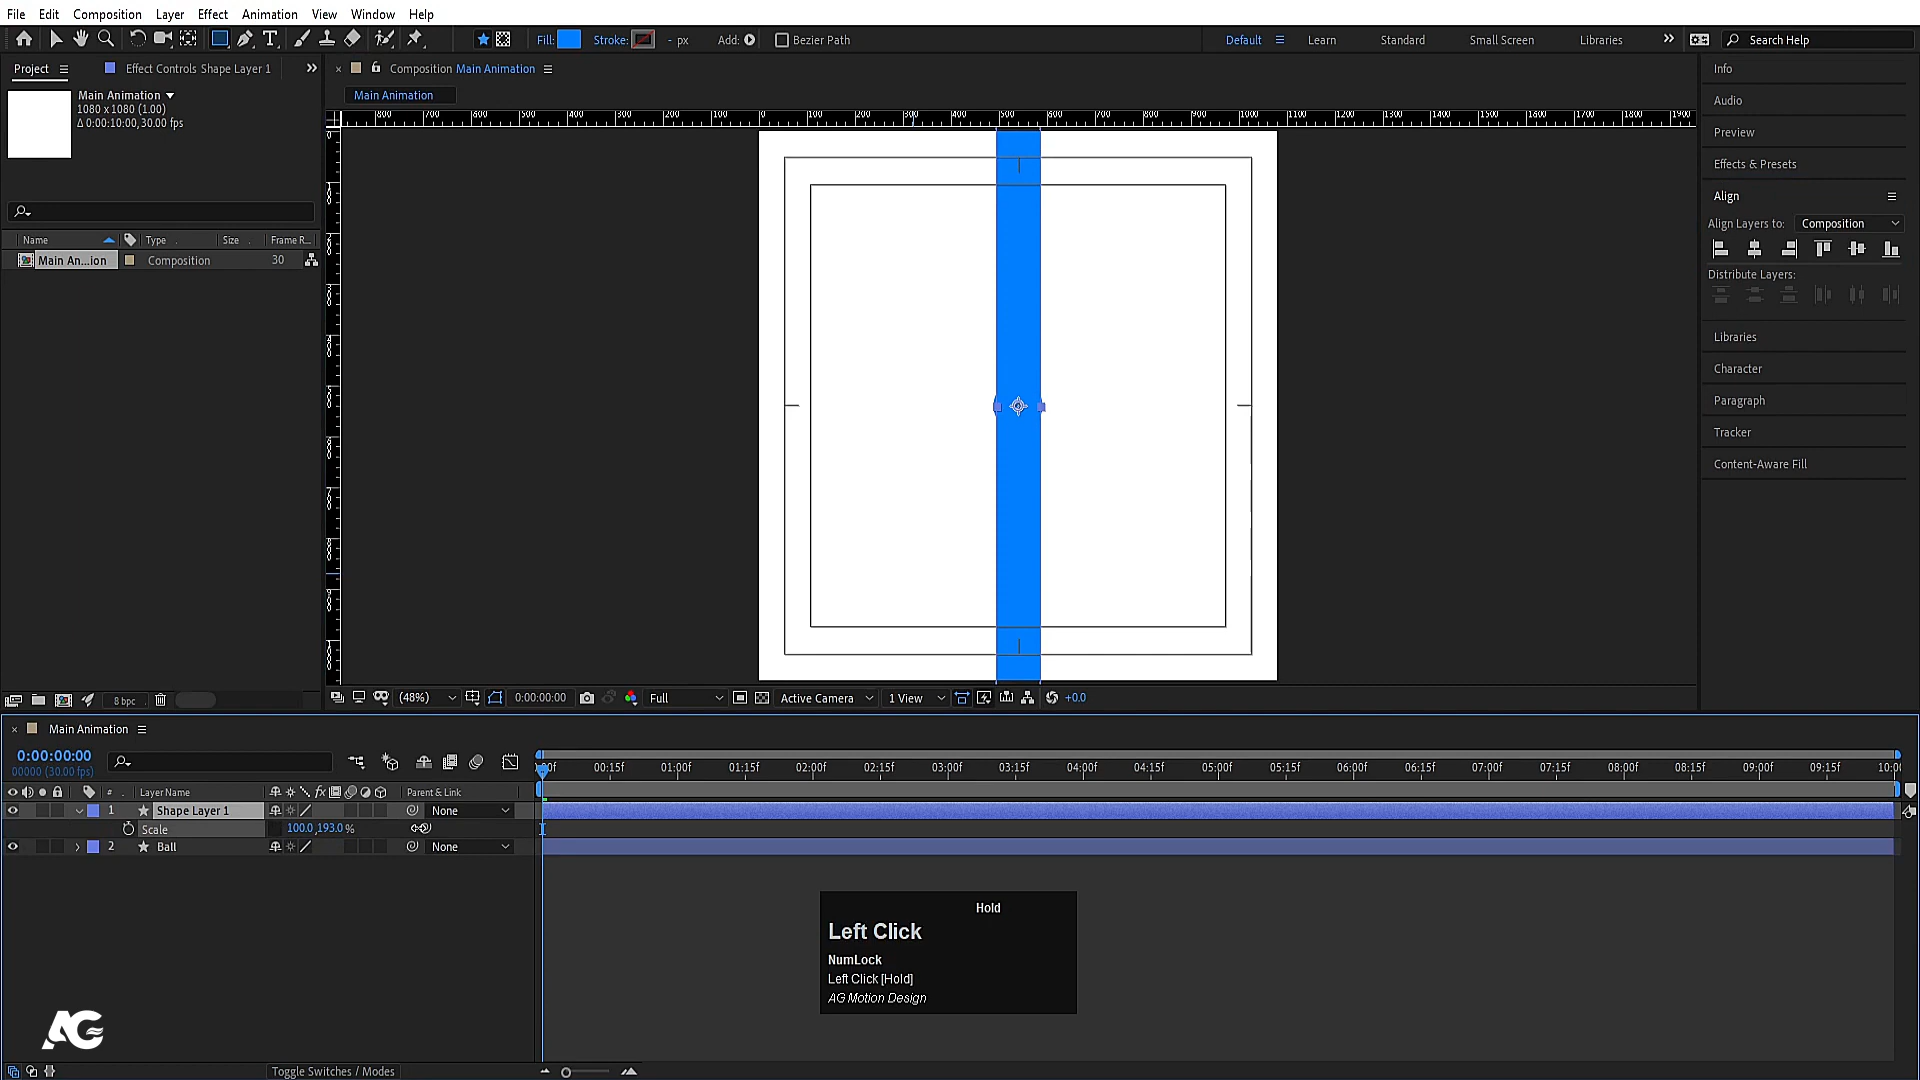 File Edit Composition Layer Effect Animation View Window Help
Fill: Stroke: - px Add: Bezier Path Default Learn Standard Small Screen Libraries Search Help
Project Effect Controls Shape Layer 1 Composition Main Animation Info
Main Animation
1080 x 1080 (1.00)
Δ 0:00:10:00, 30.00 fps
Main Animation
Audio
Preview
Effects & Presets
Align
Align Layers to: Composition
Distribute Layers:
Libraries
Character
Paragraph
Tracker
Content-Aware Fill
Name Type Size Frame R...
Main An...ion Composition 30
8 bpc (48%) 0:00:00:00 Full Active Camera 1 View +0.0
Main Animation
0:00:00:00
00000 (30.00 fps)
00:15f 01:00f 01:15f 02:00f 02:15f 03:00f 03:15f 04:00f 04:15f 05:00f 05:15f 06:00f 06:15f 07:00f 07:15f 08:00f 08:15f 09:00f 09:15f
# Layer Name fx Parent & Link
1 Shape Layer 1 None
Scale 100.0, 193.0 %
2 Ball None
Hold
Left Click
NumLock
Left Click [Hold]
AG Motion Design
AG
Toggle Switches / Modes